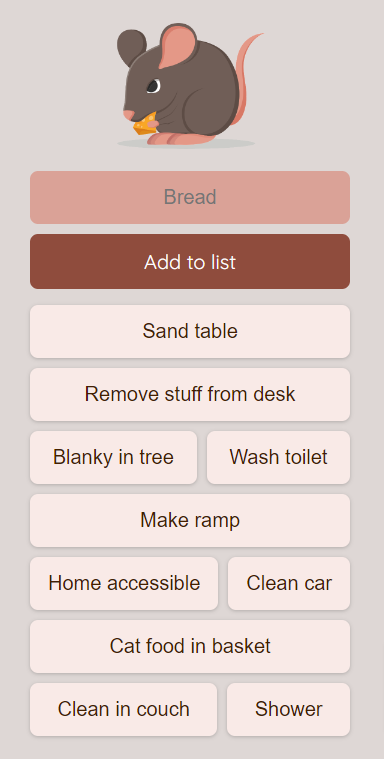 Bread
Add to list
Sand table
Remove stuff from desk
Blanky in tree
Wash toilet
Make ramp
Home accessible
Clean car
Cat food in basket
Clean in couch
Shower